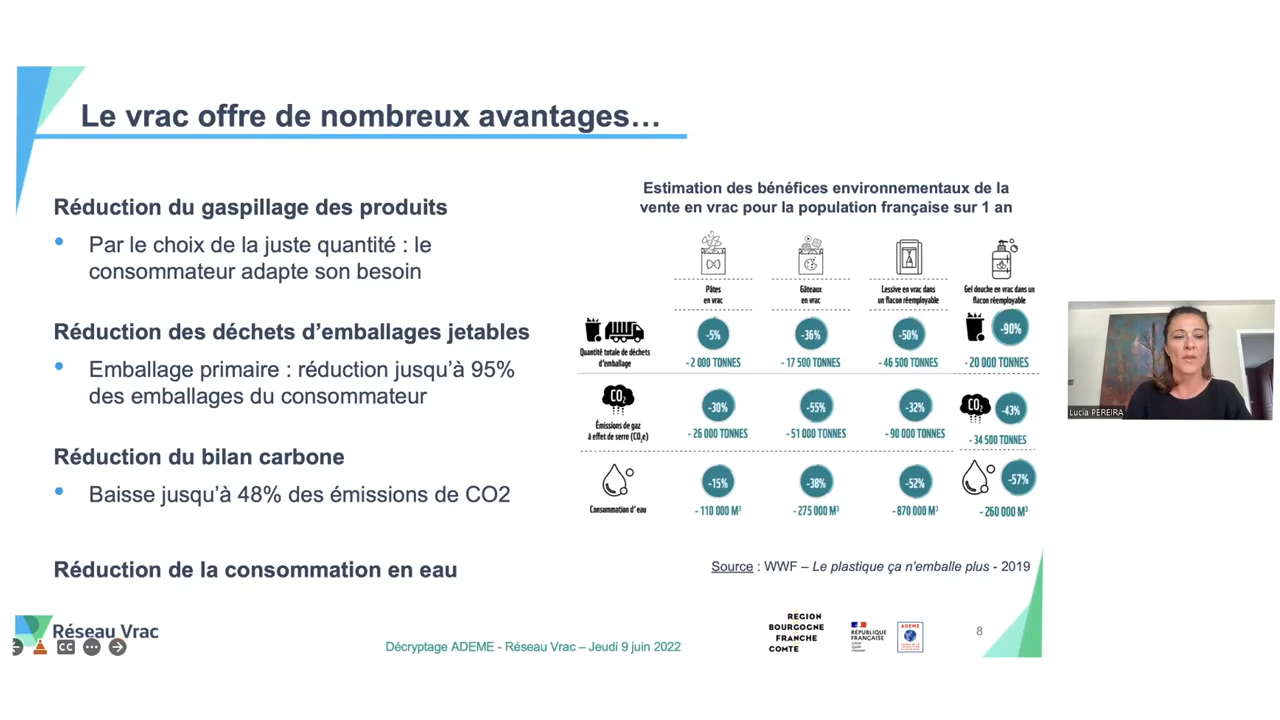 Le vrac offre de nombreux avantages…
Réduction du gaspillage des produits
• Par le choix de la juste quantité : le
consommateur adapte son besoin
Réduction des déchets d’emballages jetables
• Emballage primaire : réduction jusqu’à 95%
des emballages du consommateur
Réduction du bilan carbone
• Baisse jusqu’à 48% des émissions de CO2
Réduction de la consommation en eau
Estimation des bénéfices environnementaux de la
vente en vrac pour la population française sur 1 an
Pâtes
en vrac
Gâteaux
en vrac
Lessive en vrac dans
un flacon réemployable
Gel douche en vrac dans un
flacon réemployable
Quantité totale de déchets
d’emballage
-5% -36% -50% -90%
- 2 000 TONNES - 17 500 TONNES - 46 500 TONNES - 20 000 TONNES
CO2 CO2
Émissions de gaz
à effet de serre (CO2e)
-30% -55% -32% -43%
- 26 000 TONNES - 51 000 TONNES - 90 000 TONNES - 34 500 TONNES
Consommation d’eau
-15% -38% -52% -57%
- 110 000 M³ - 275 000 M³ - 870 000 M³ - 260 000 M³
Source : WWF – Le plastique ça n’emballe plus - 2019
Lucia PEREIRA
Réseau Vrac
CC
Décryptage ADEME - Réseau Vrac – Jeudi 9 juin 2022
RÉGION
BOURGOGNE
FRANCHE
COMTE
RÉPUBLIQUE
FRANÇAISE
ADEME
8